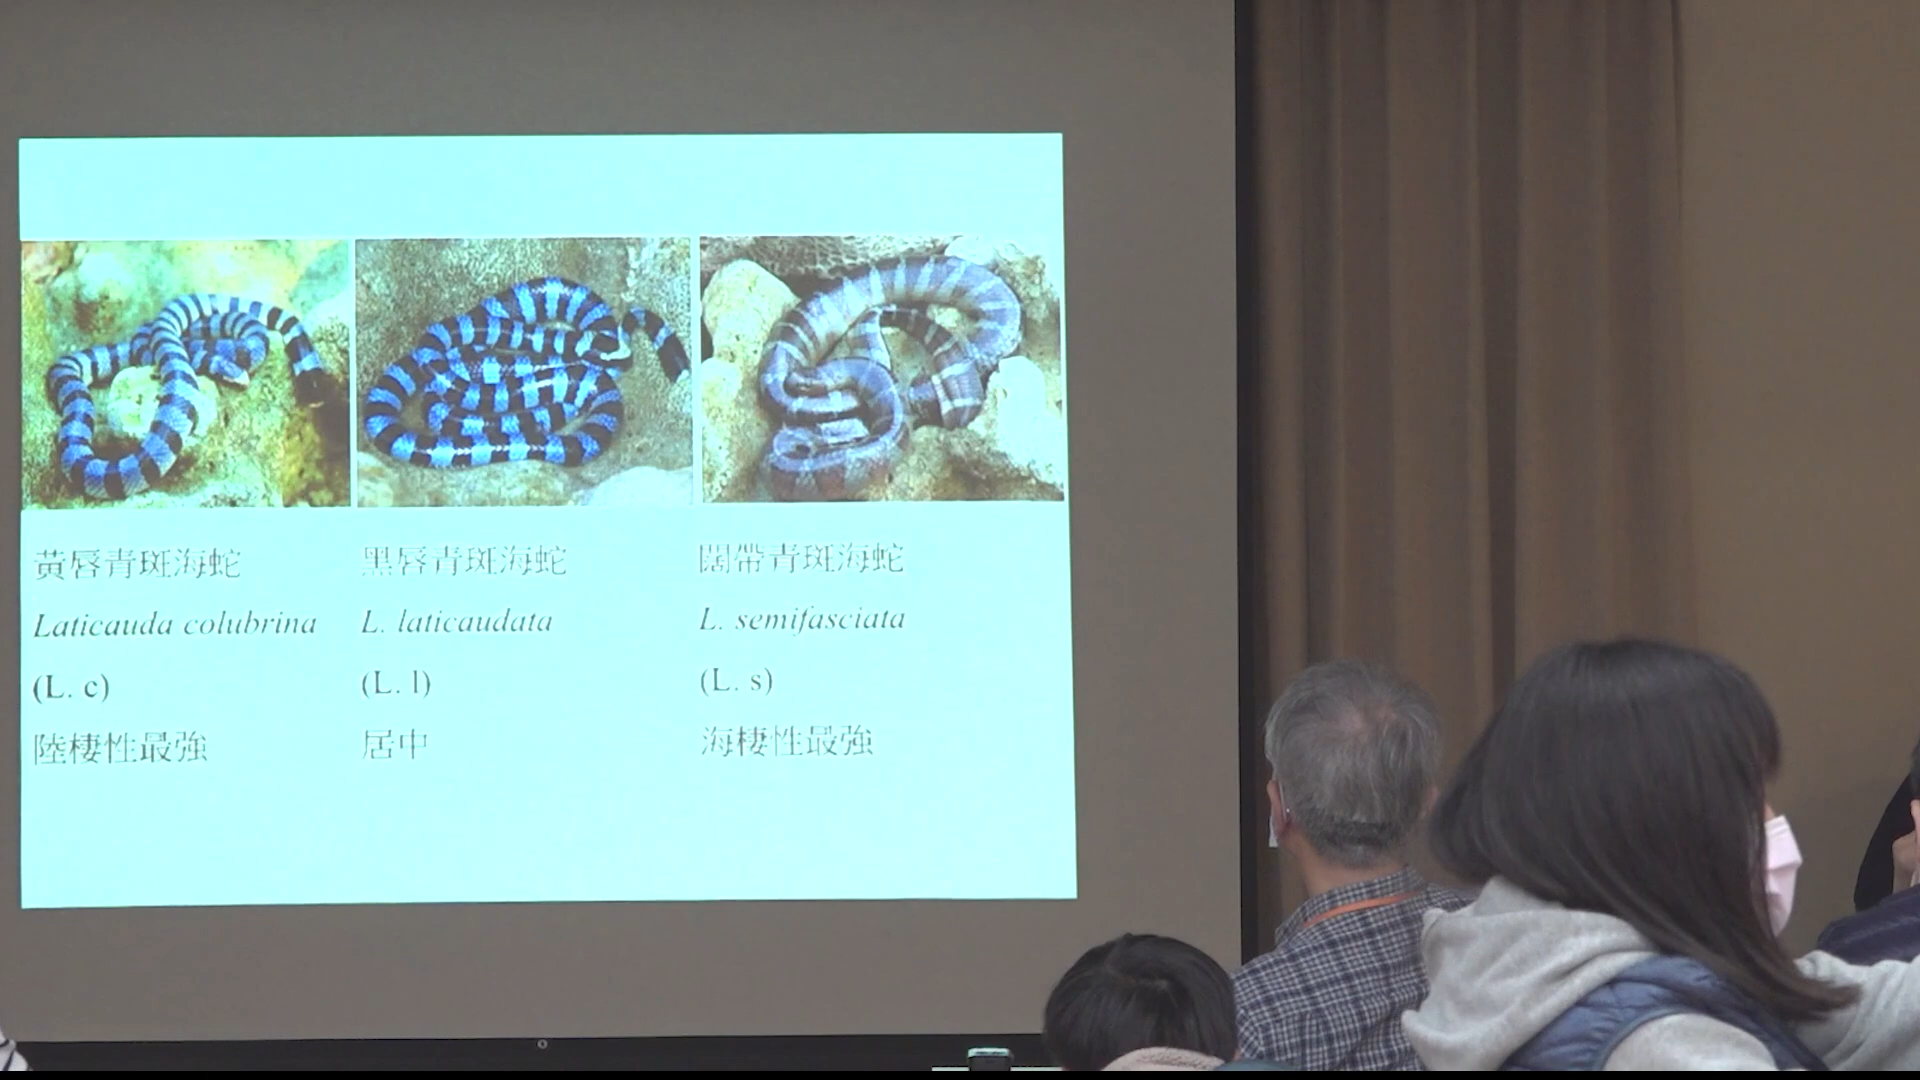 黃唇青斑海蛇 黑唇青斑海蛇 闊帶青斑海蛇
Laticauda colubrina L. laticaudata L. semifasciata
(L. c) (L. l) (L. s)
陸棲性最強 居中 海棲性最強